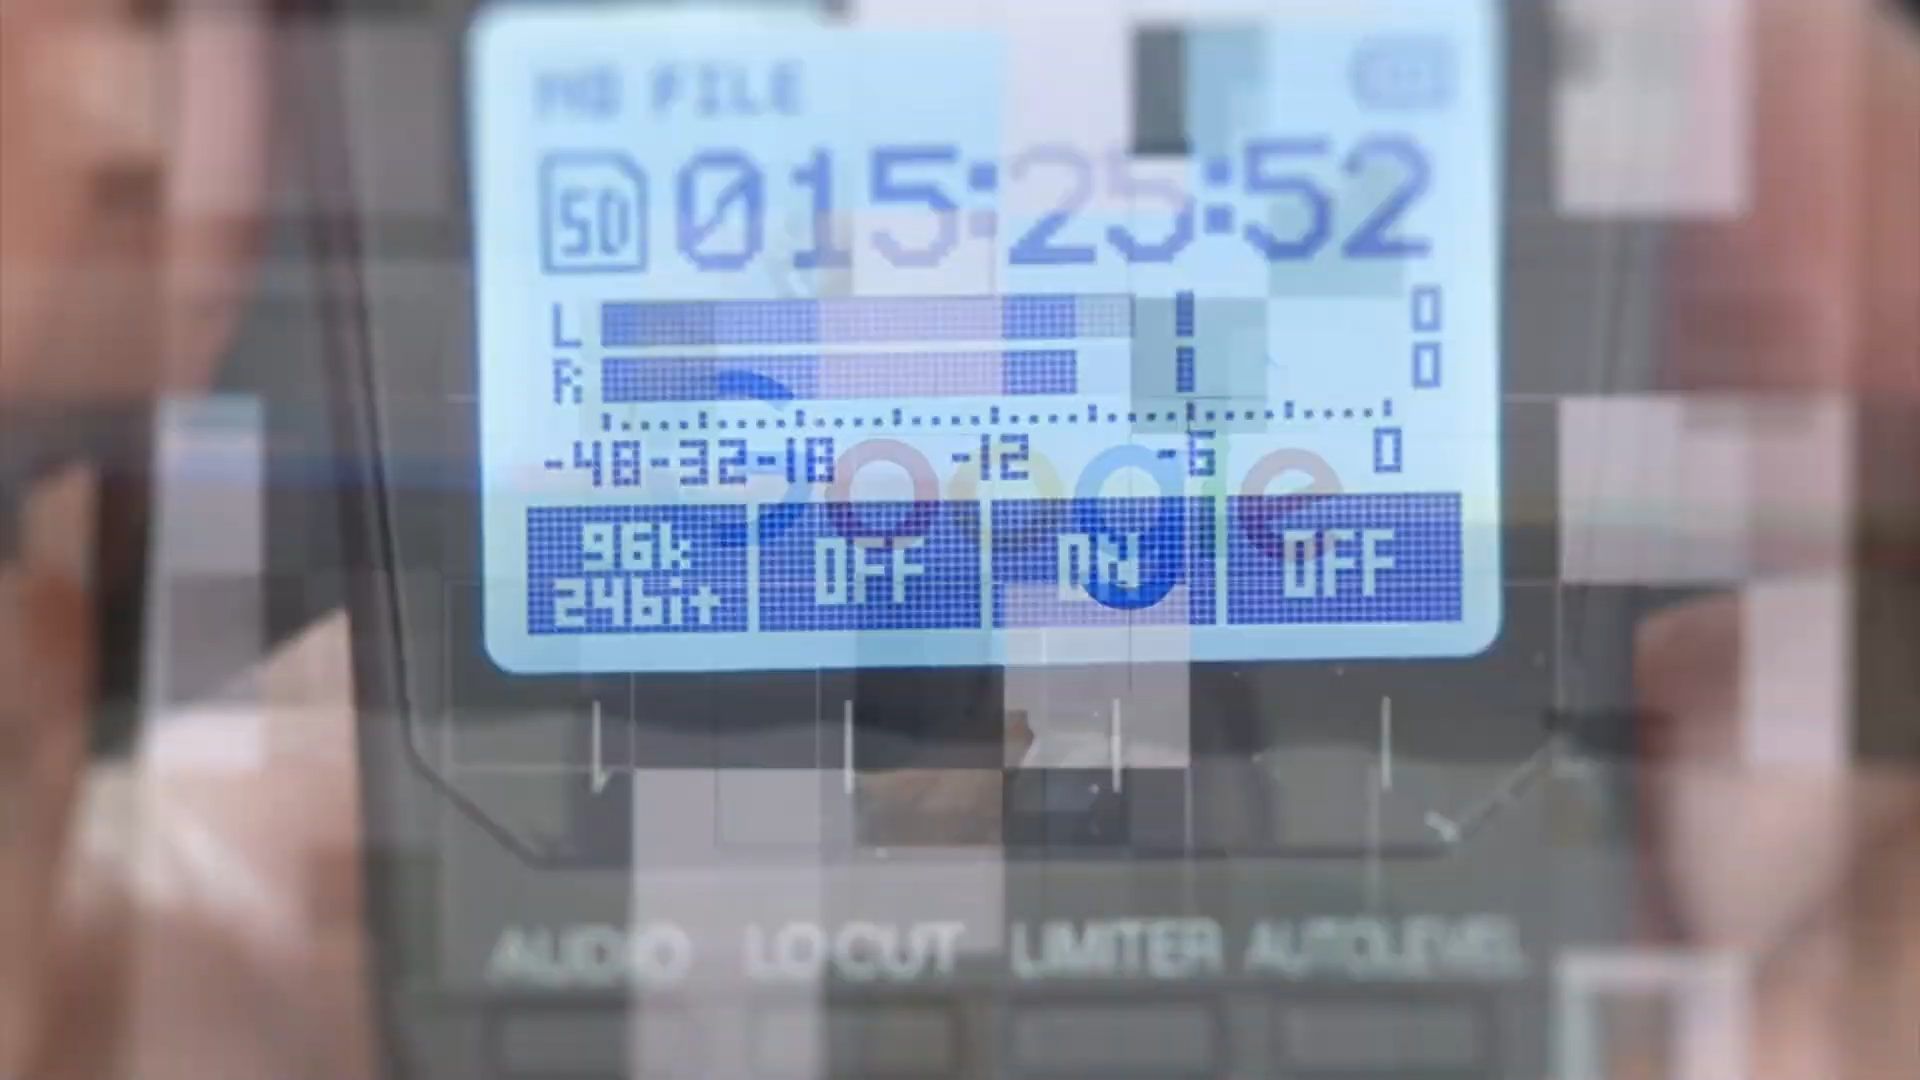 NO FILE
SD 015:25:52
L 0
R 0
-48 -32 -18 -12 -6 0
Google
96k 24bit OFF ON OFF
AUDIO LO CUT LIMITER AUTOLEVEL